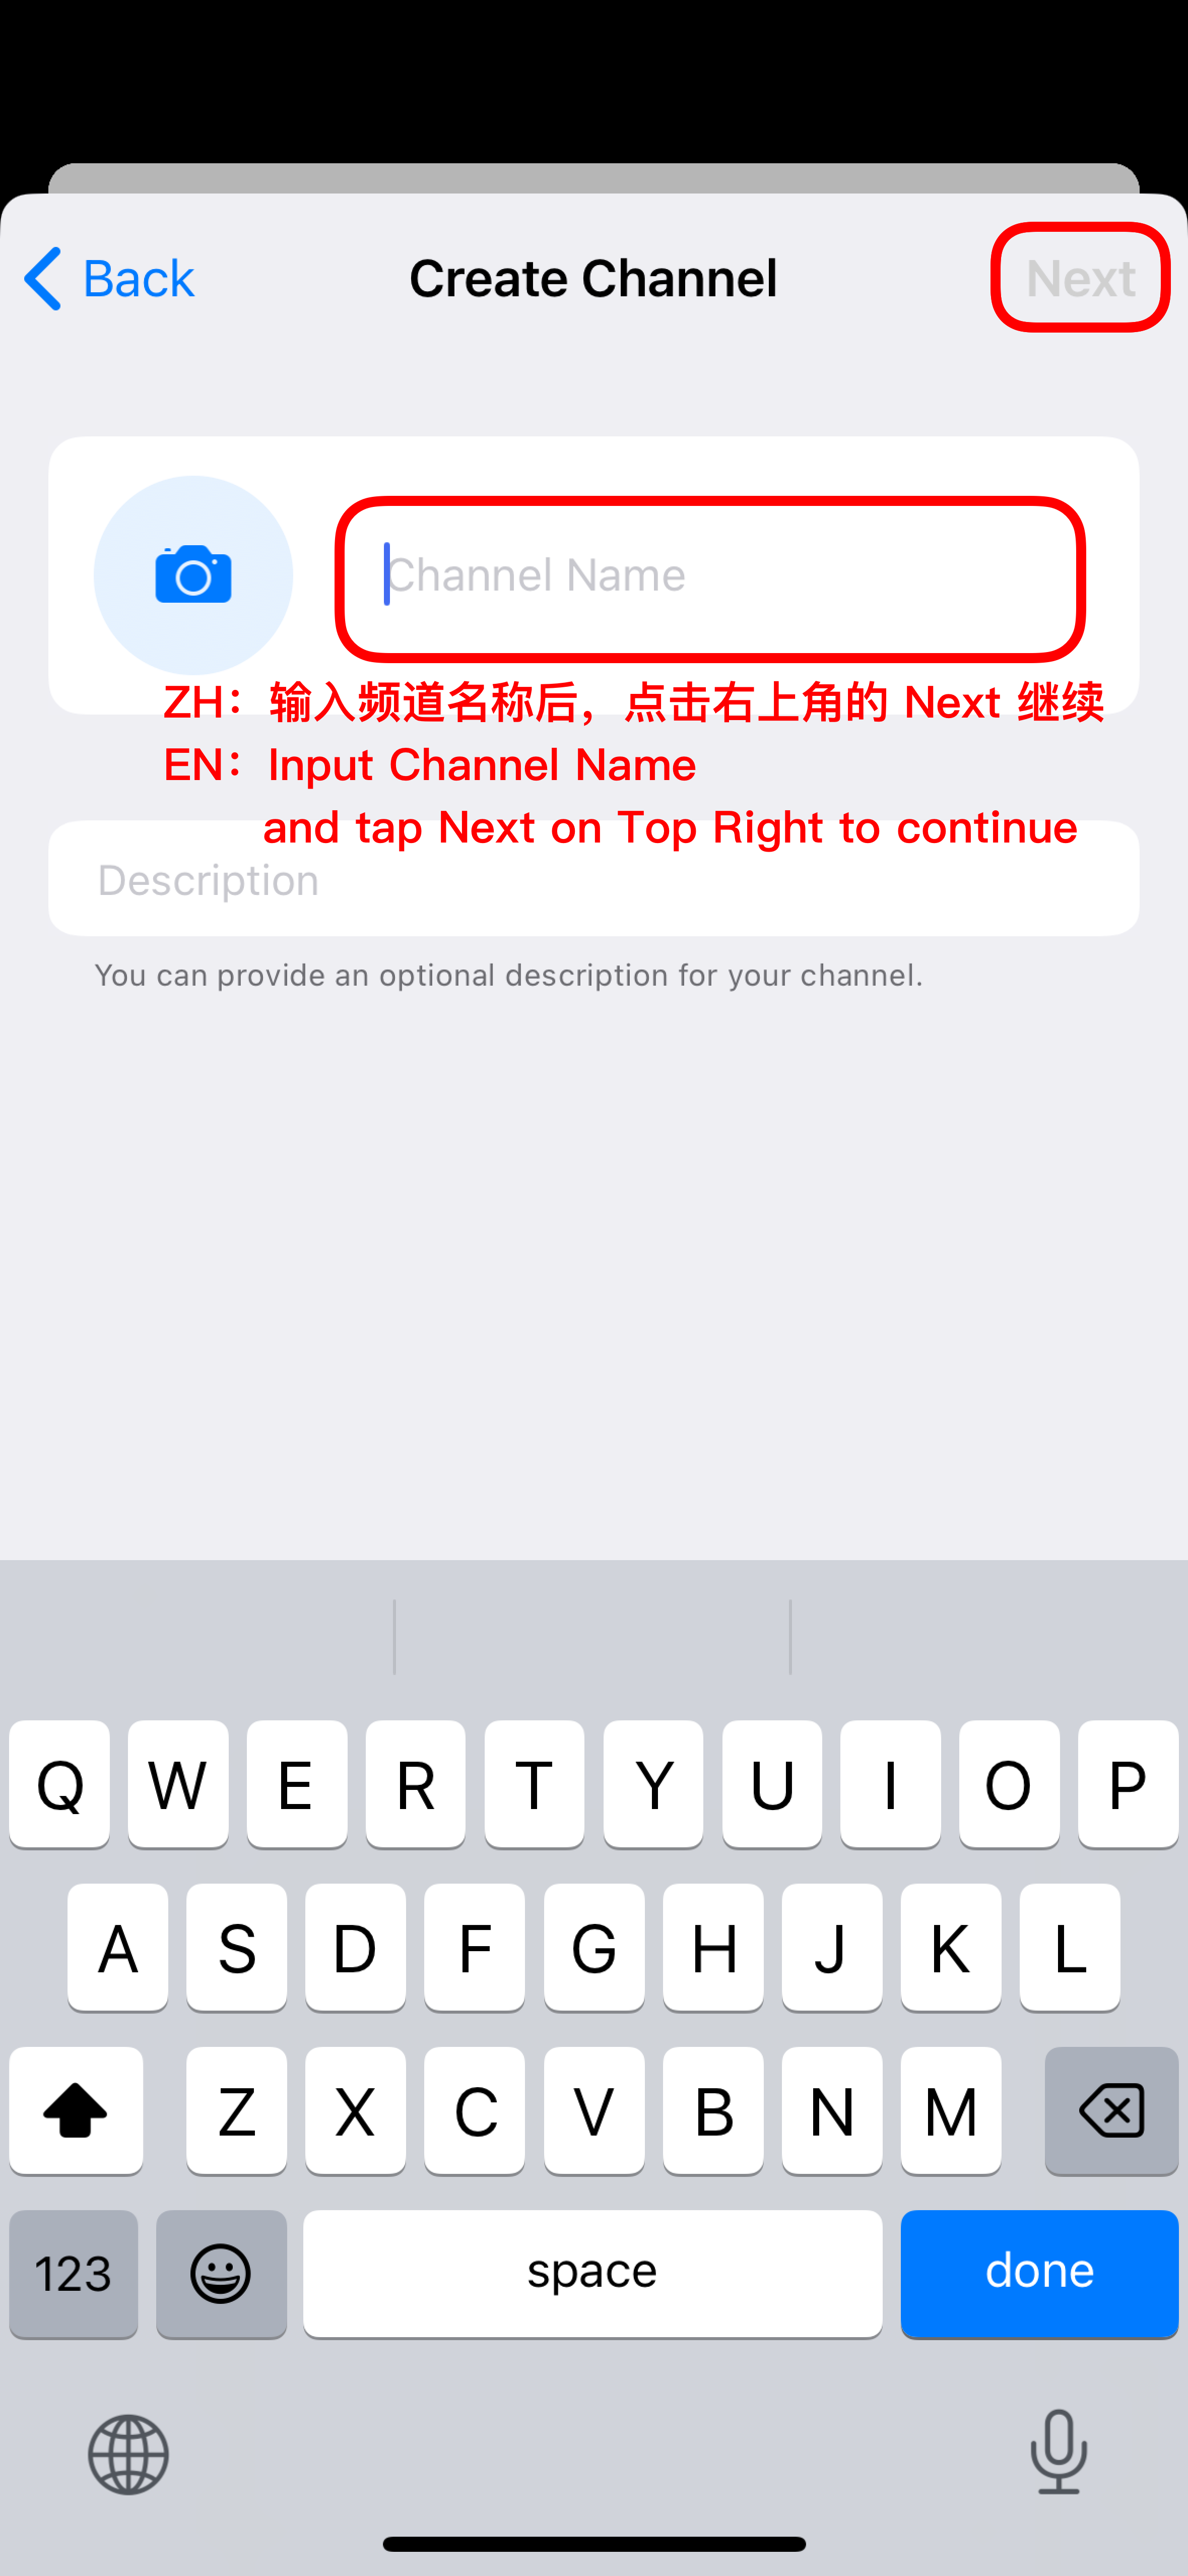 Back
Create Channel
Next
Channel Name
ZH：输入频道名称后，点击右上角的 Next 继续
EN：Input Channel Name
and tap Next on Top Right to continue
Description
You can provide an optional description for your channel.
Q W E R T Y U I O P
A S D F G H J K L
Z X C V B N M
123 space done